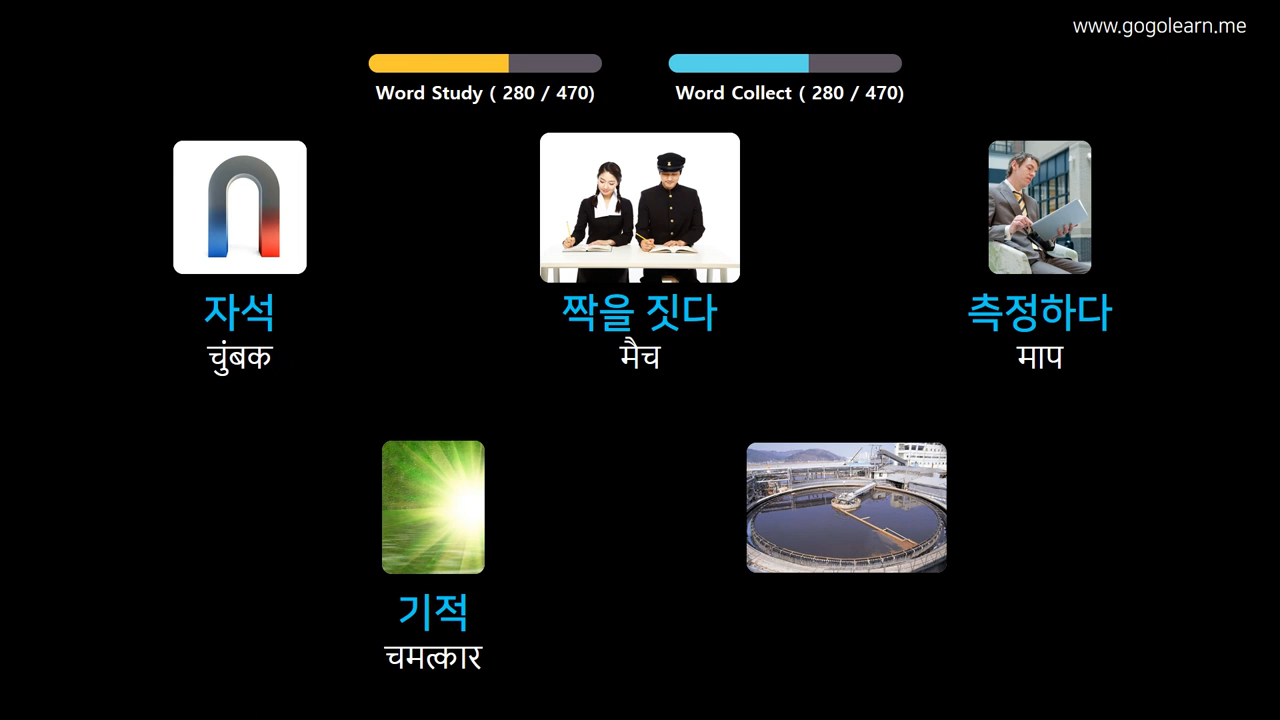 www.gogolearn.me
Word Study ( 280 / 470)
Word Collect ( 280 / 470)
자석
चुंबक
짝을 짓다
मैच
측정하다
माप
기적
चमत्कार